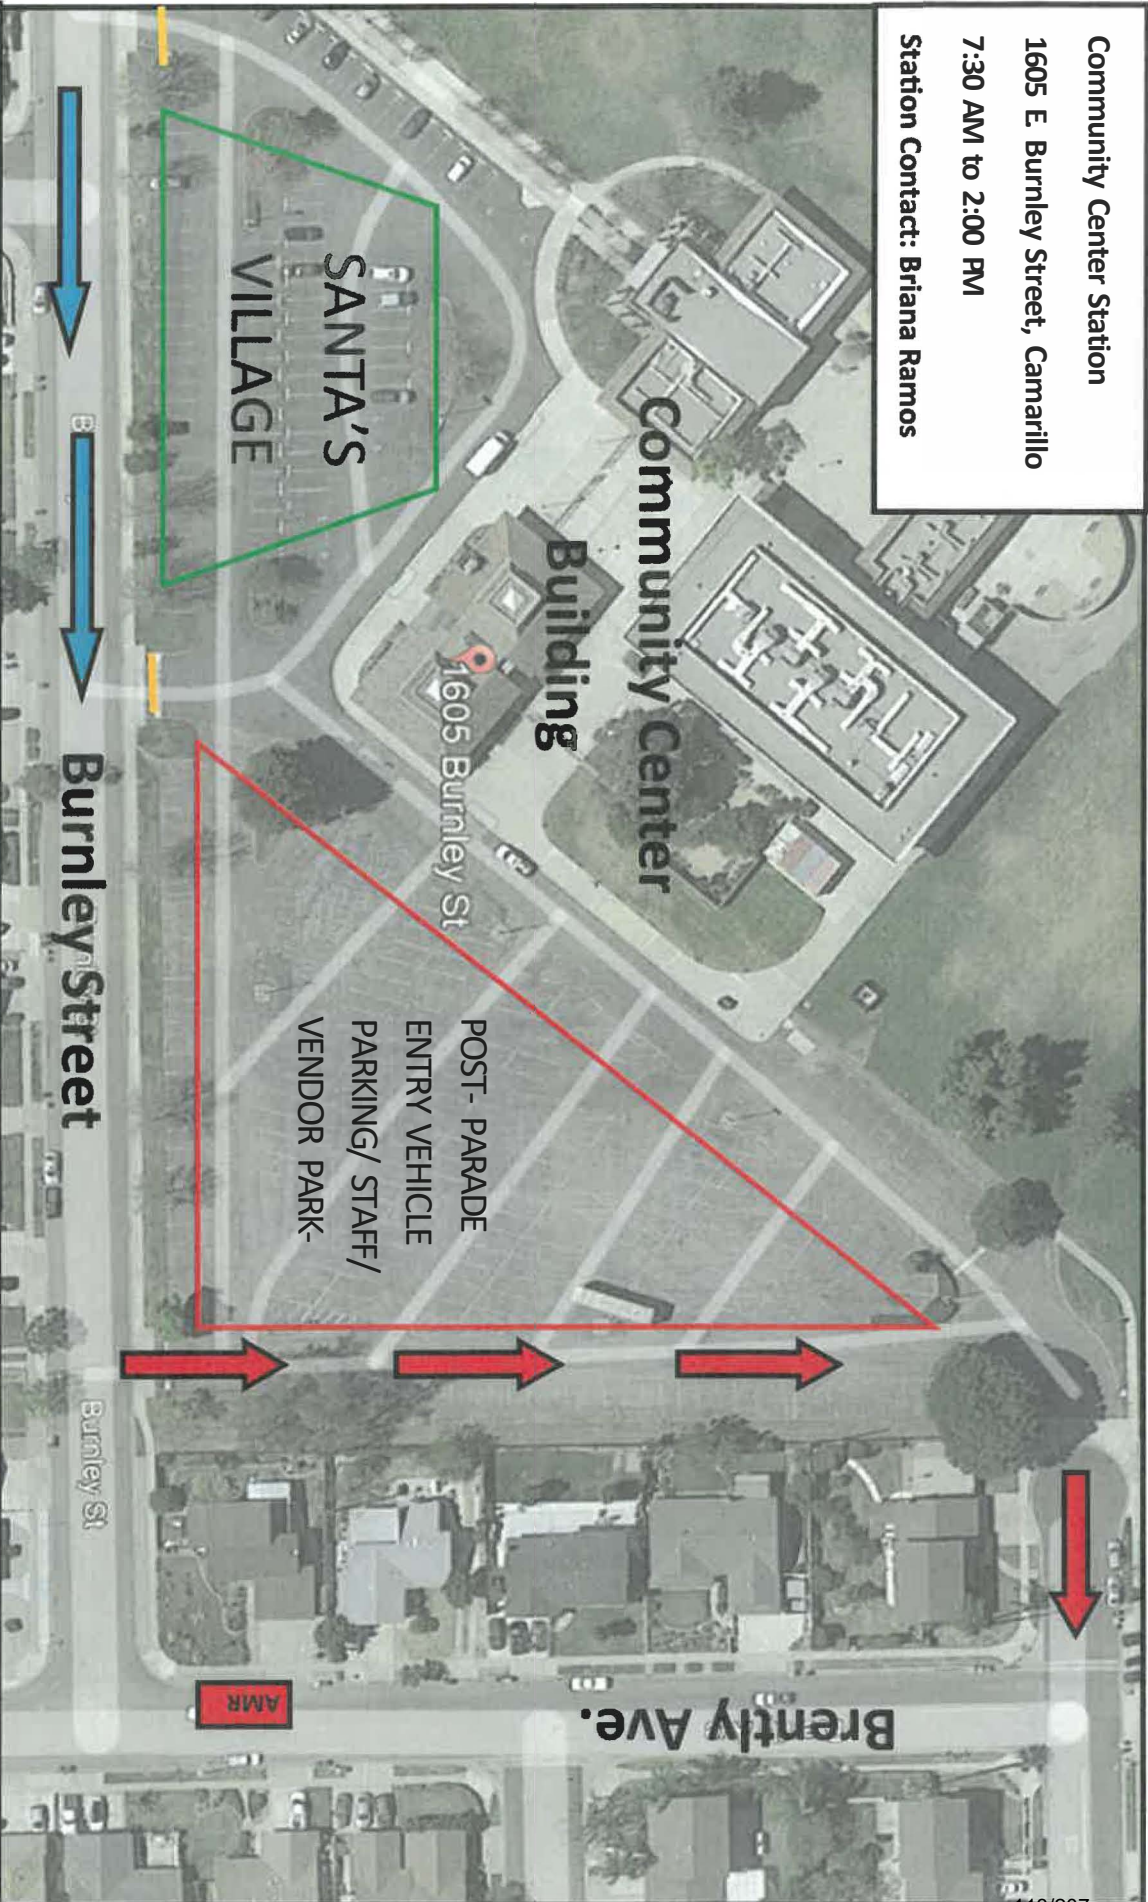 Community Center Station
1605 E. Burnley Street, Camarillo
7:30 AM to 2:00 PM
Station Contact: Briana Ramos
Community Center
Building
SANTA'S
VILLAGE
1605 Burnley St
B
Burnley Street
POST- PARADE
ENTRY VEHICLE
PARKING/ STAFF/
VENDOR PARK-
Burnley St
AMR
Brently Ave.